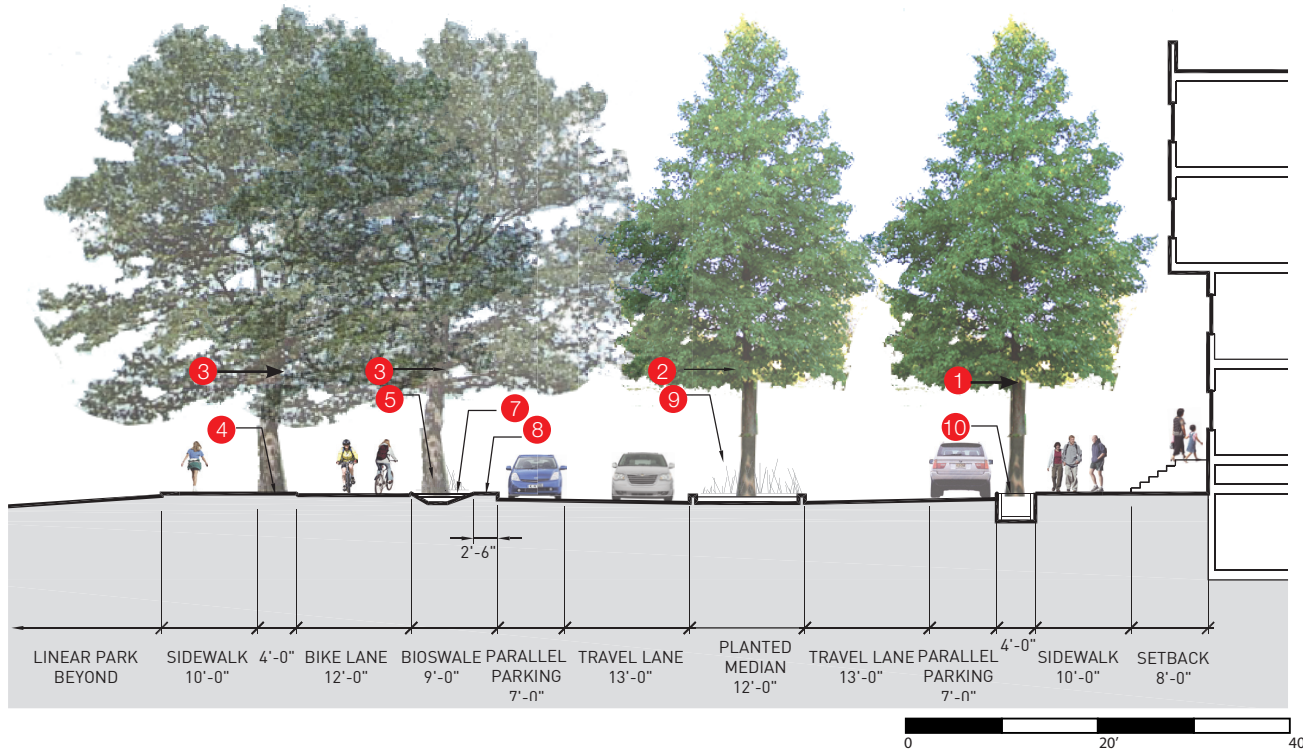 3
3
2
1
5
9
7
4
8
10
2'-6"
LINEAR PARK
BEYOND
SIDEWALK
10'-0"
4'-0"
BIKE LANE
12'-0"
BIOSWALE
9'-0"
PARALLEL
PARKING
7'-0"
TRAVEL LANE
13'-0"
PLANTED
MEDIAN
12'-0"
TRAVEL LANE
13'-0"
PARALLEL
PARKING
7'-0"
4'-0"
SIDEWALK
10'-0"
SETBACK
8'-0"
0
20'
40